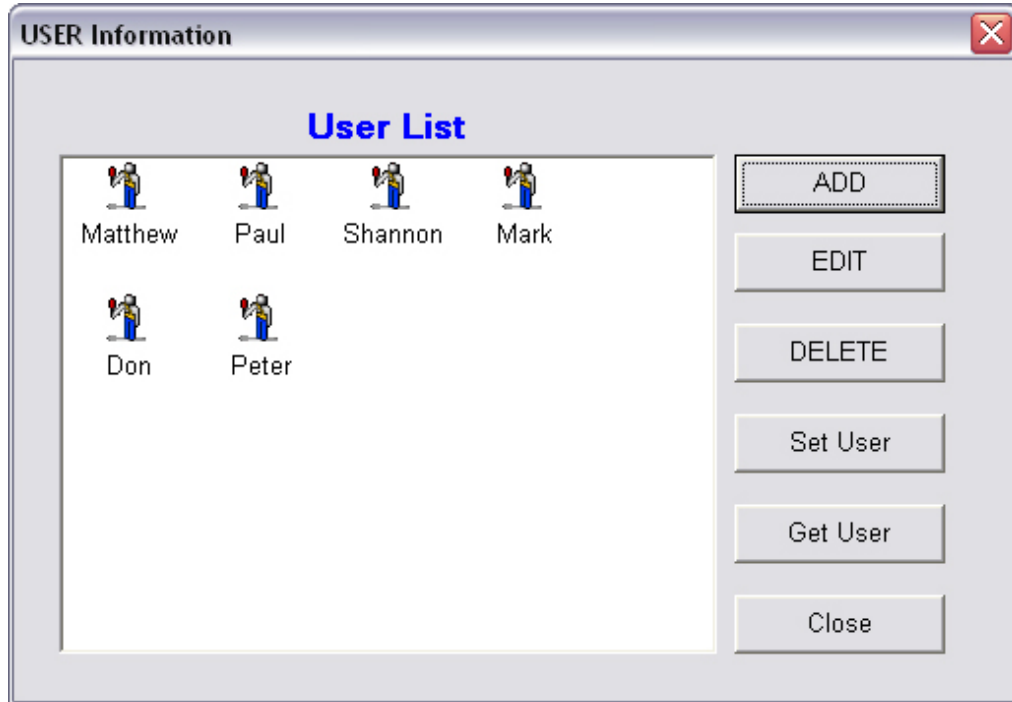 USER Information
User List
Matthew Paul Shannon Mark
Don Peter
ADD
EDIT
DELETE
Set User
Get User
Close